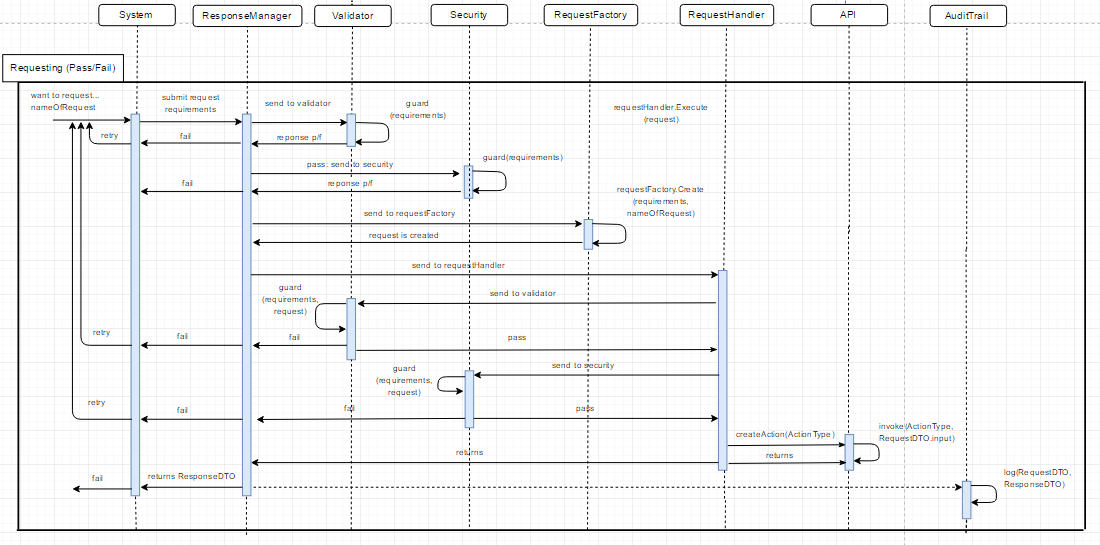 System
ResponseManager
Validator
Security
RequestFactory
RequestHandler
API
AuditTrail
Requesting (Pass/Fail)
want to request...
nameOfRequest
submit request
requirements
send to validator
guard
(requirements)
requestHandler.Execute
(request)
retry
fail
reponse p/f
pass: send to security
guard(requirements)
fail
reponse p/f
requestFactory.Create
(requirements,
nameOfRequest)
send to requestFactory
request is created
send to requestHandler
guard
(requirements,
request)
send to validator
retry
fail
fail
pass
guard
(requirements,
request)
send to security
retry
fail
fail
pass
createAction(ActionType)
invoke(ActionType,
RequestDTO.input)
returns
returns
fail
returns ResponseDTO
log(RequestDTO,
ResponseDTO)